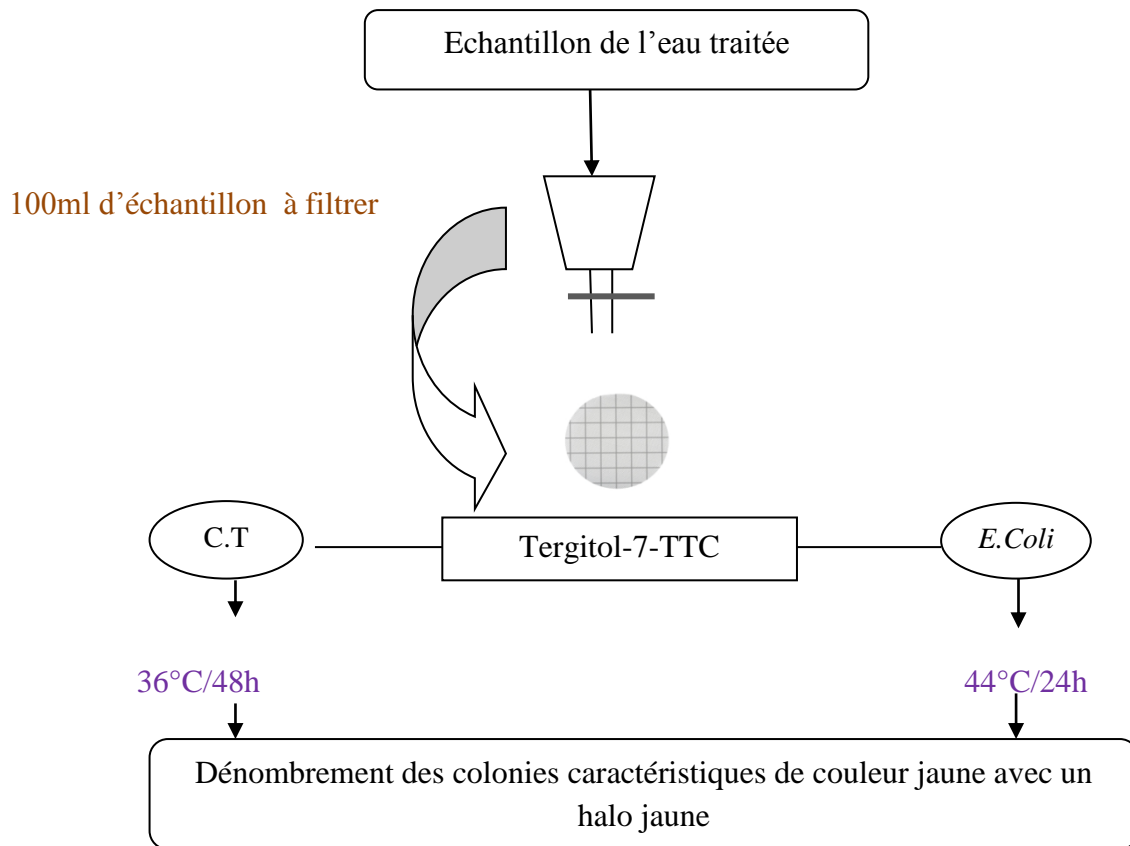 Echantillon de l’eau traitée
100ml d’échantillon à filtrer
C.T
Tergitol-7-TTC
E.Coli
36°C/48h
44°C/24h
Dénombrement des colonies caractéristiques de couleur jaune avec un
halo jaune